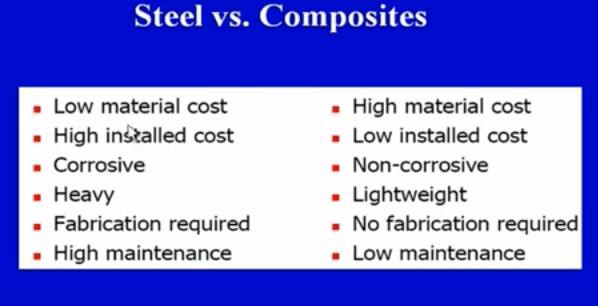 Steel vs. Composites
Low material cost
High installed cost
Corrosive
Heavy
Fabrication required
High maintenance
High material cost
Low installed cost
Non-corrosive
Lightweight
No fabrication required
Low maintenance